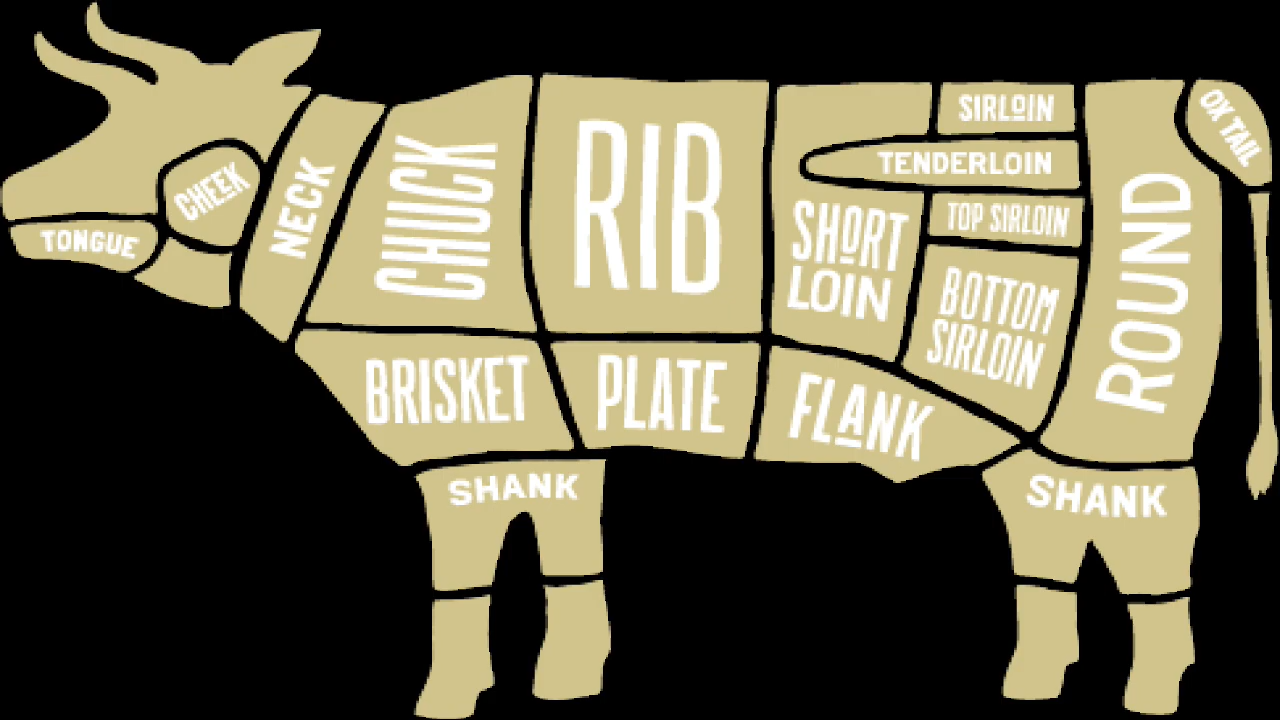 CHEEK
TONGUE
NECK
CHUCK
RIB
SHORT
LOIN
SIRLOIN
TENDERLOIN
TOP SIRLOIN
BOTTOM
SIRLOIN
ROUND
OX TAIL
BRISKET
PLATE
FLANK
SHANK
SHANK